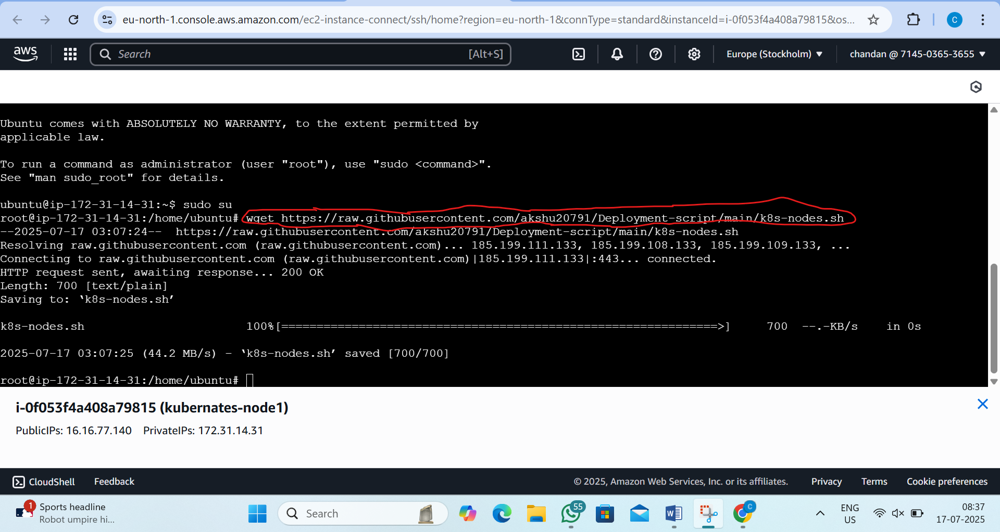 eu-north-1.console.aws.amazon.com/ec2-instance-connect/ssh/home?region=eu-north-1&connType=standard&instanceId=i-0f053f4a408a79815&os...
C
aws
Search
[Alt+S]
Europe (Stockholm)
chandan @ 7145-0365-3655
Ubuntu comes with ABSOLUTELY NO WARRANTY, to the extent permitted by
applicable law.
To run a command as administrator (user "root"), use "sudo <command>".
See "man sudo_root" for details.
ubuntu@ip-172-31-14-31:~$ sudo su
root@ip-172-31-14-31:/home/ubuntu# wget https://raw.githubusercontent.com/akshu20791/Deployment-script/main/k8s-nodes.sh
--2025-07-17 03:07:24--  https://raw.githubusercontent.com/akshu20791/Deployment-script/main/k8s-nodes.sh
Resolving raw.githubusercontent.com (raw.githubusercontent.com)... 185.199.111.133, 185.199.108.133, 185.199.109.133, ...
Connecting to raw.githubusercontent.com (raw.githubusercontent.com)|185.199.111.133|:443... connected.
HTTP request sent, awaiting response... 200 OK
Length: 700 [text/plain]
Saving to: ‘k8s-nodes.sh’
k8s-nodes.sh 100%[==============================================================>] 700 --.-KB/s in 0s
2025-07-17 03:07:25 (44.2 MB/s) - ‘k8s-nodes.sh’ saved [700/700]
root@ip-172-31-14-31:/home/ubuntu#
i-0f053f4a408a79815 (kubernates-node1)
PublicIPs: 16.16.77.140 PrivateIPs: 172.31.14.31
CloudShell Feedback © 2025, Amazon Web Services, Inc. or its affiliates. Privacy Terms Cookie preferences
1
Sports headline
Robot umpire hi...
Search
55
W
C
ENG
US
08:37
17-07-2025